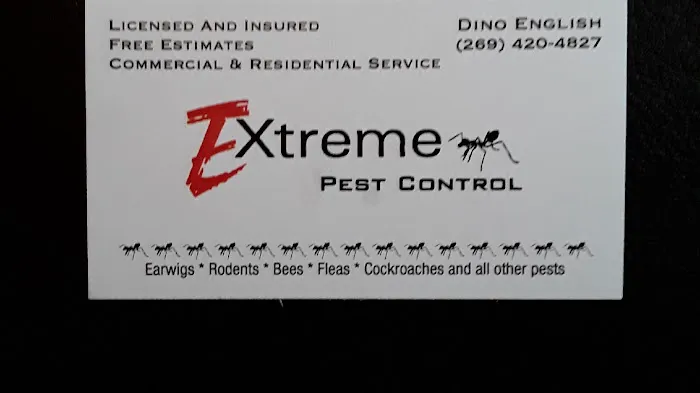 Licensed And Insured
Free Estimates
Commercial & Residential Service
Dino English
(269) 420-4827
EXtreme
Pest Control
Earwigs * Rodents * Bees * Fleas * Cockroaches and all other pests